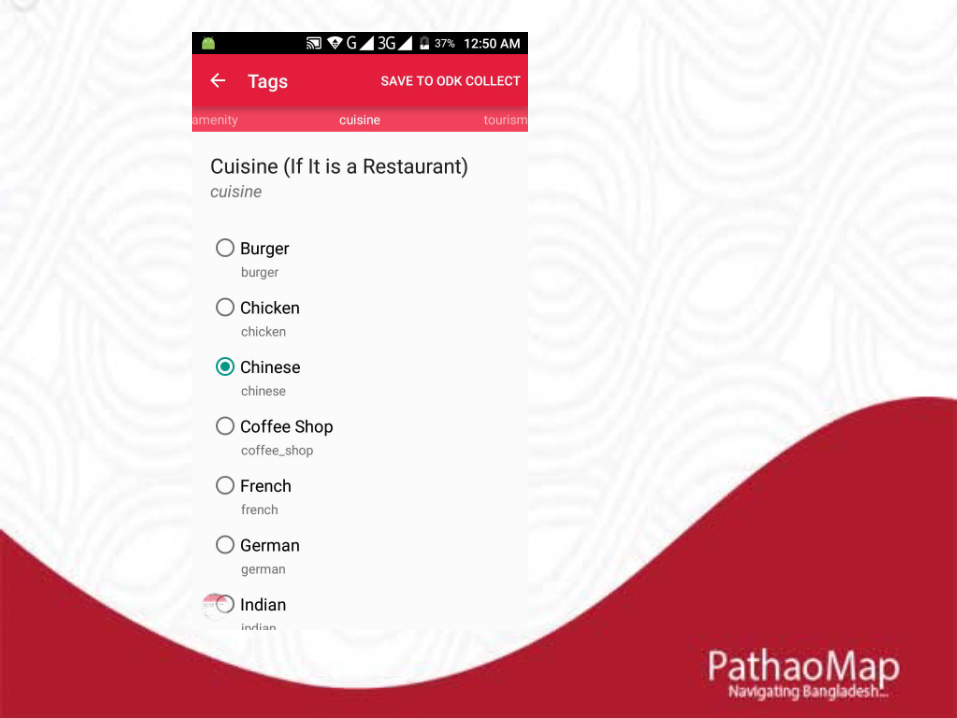 G 3G 37% 12:50 AM
Tags SAVE TO ODK COLLECT
amenity cuisine tourism
Cuisine (If It is a Restaurant)
cuisine
Burger
burger
Chicken
chicken
Chinese
chinese
Coffee Shop
coffee_shop
French
french
German
german
Indian
indian
PathaoMap
Navigating Bangladesh...